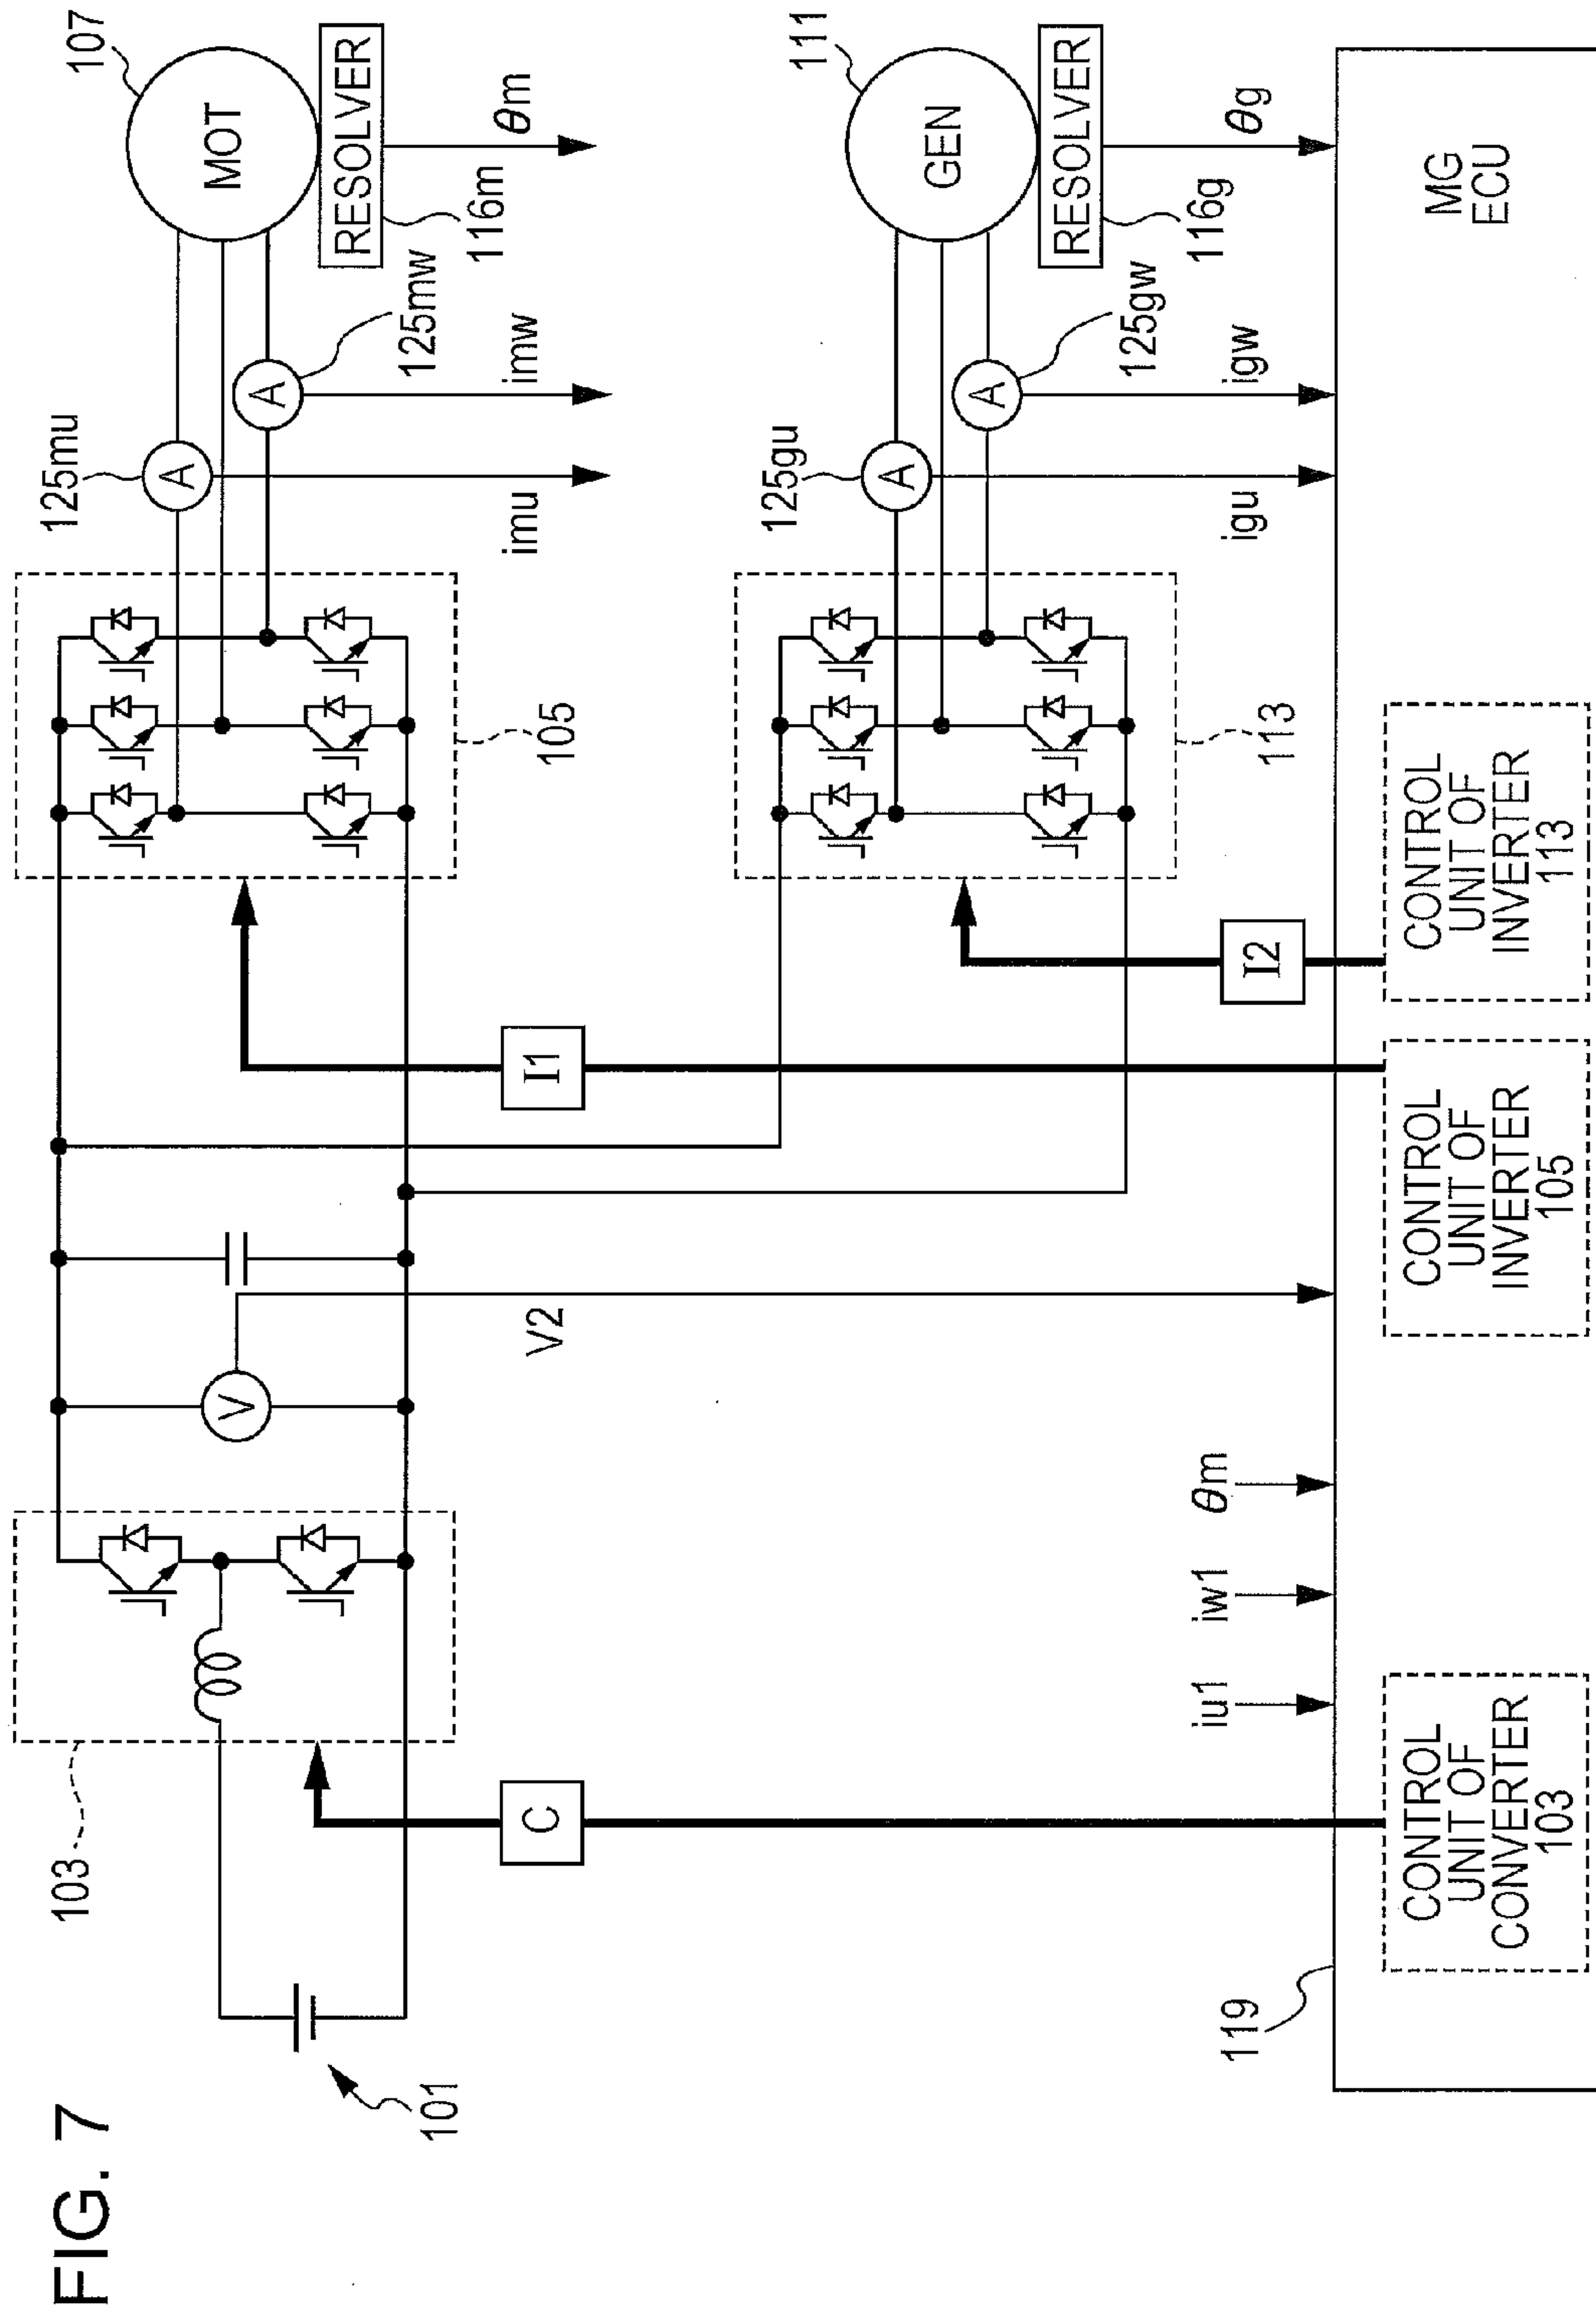 FIG. 7
103
101
C
V
V2
I1
105
125mu
A
imu
A
125mw
imw
107
MOT
RESOLVER
116m
θm
113
I2
125gu
A
igu
A
125gw
igw
111
GEN
RESOLVER
116g
θg
119
iu1
iw1
θm
CONTROL
UNIT OF
CONVERTER
103
CONTROL
UNIT OF
INVERTER
105
CONTROL
UNIT OF
INVERTER
113
MG
ECU